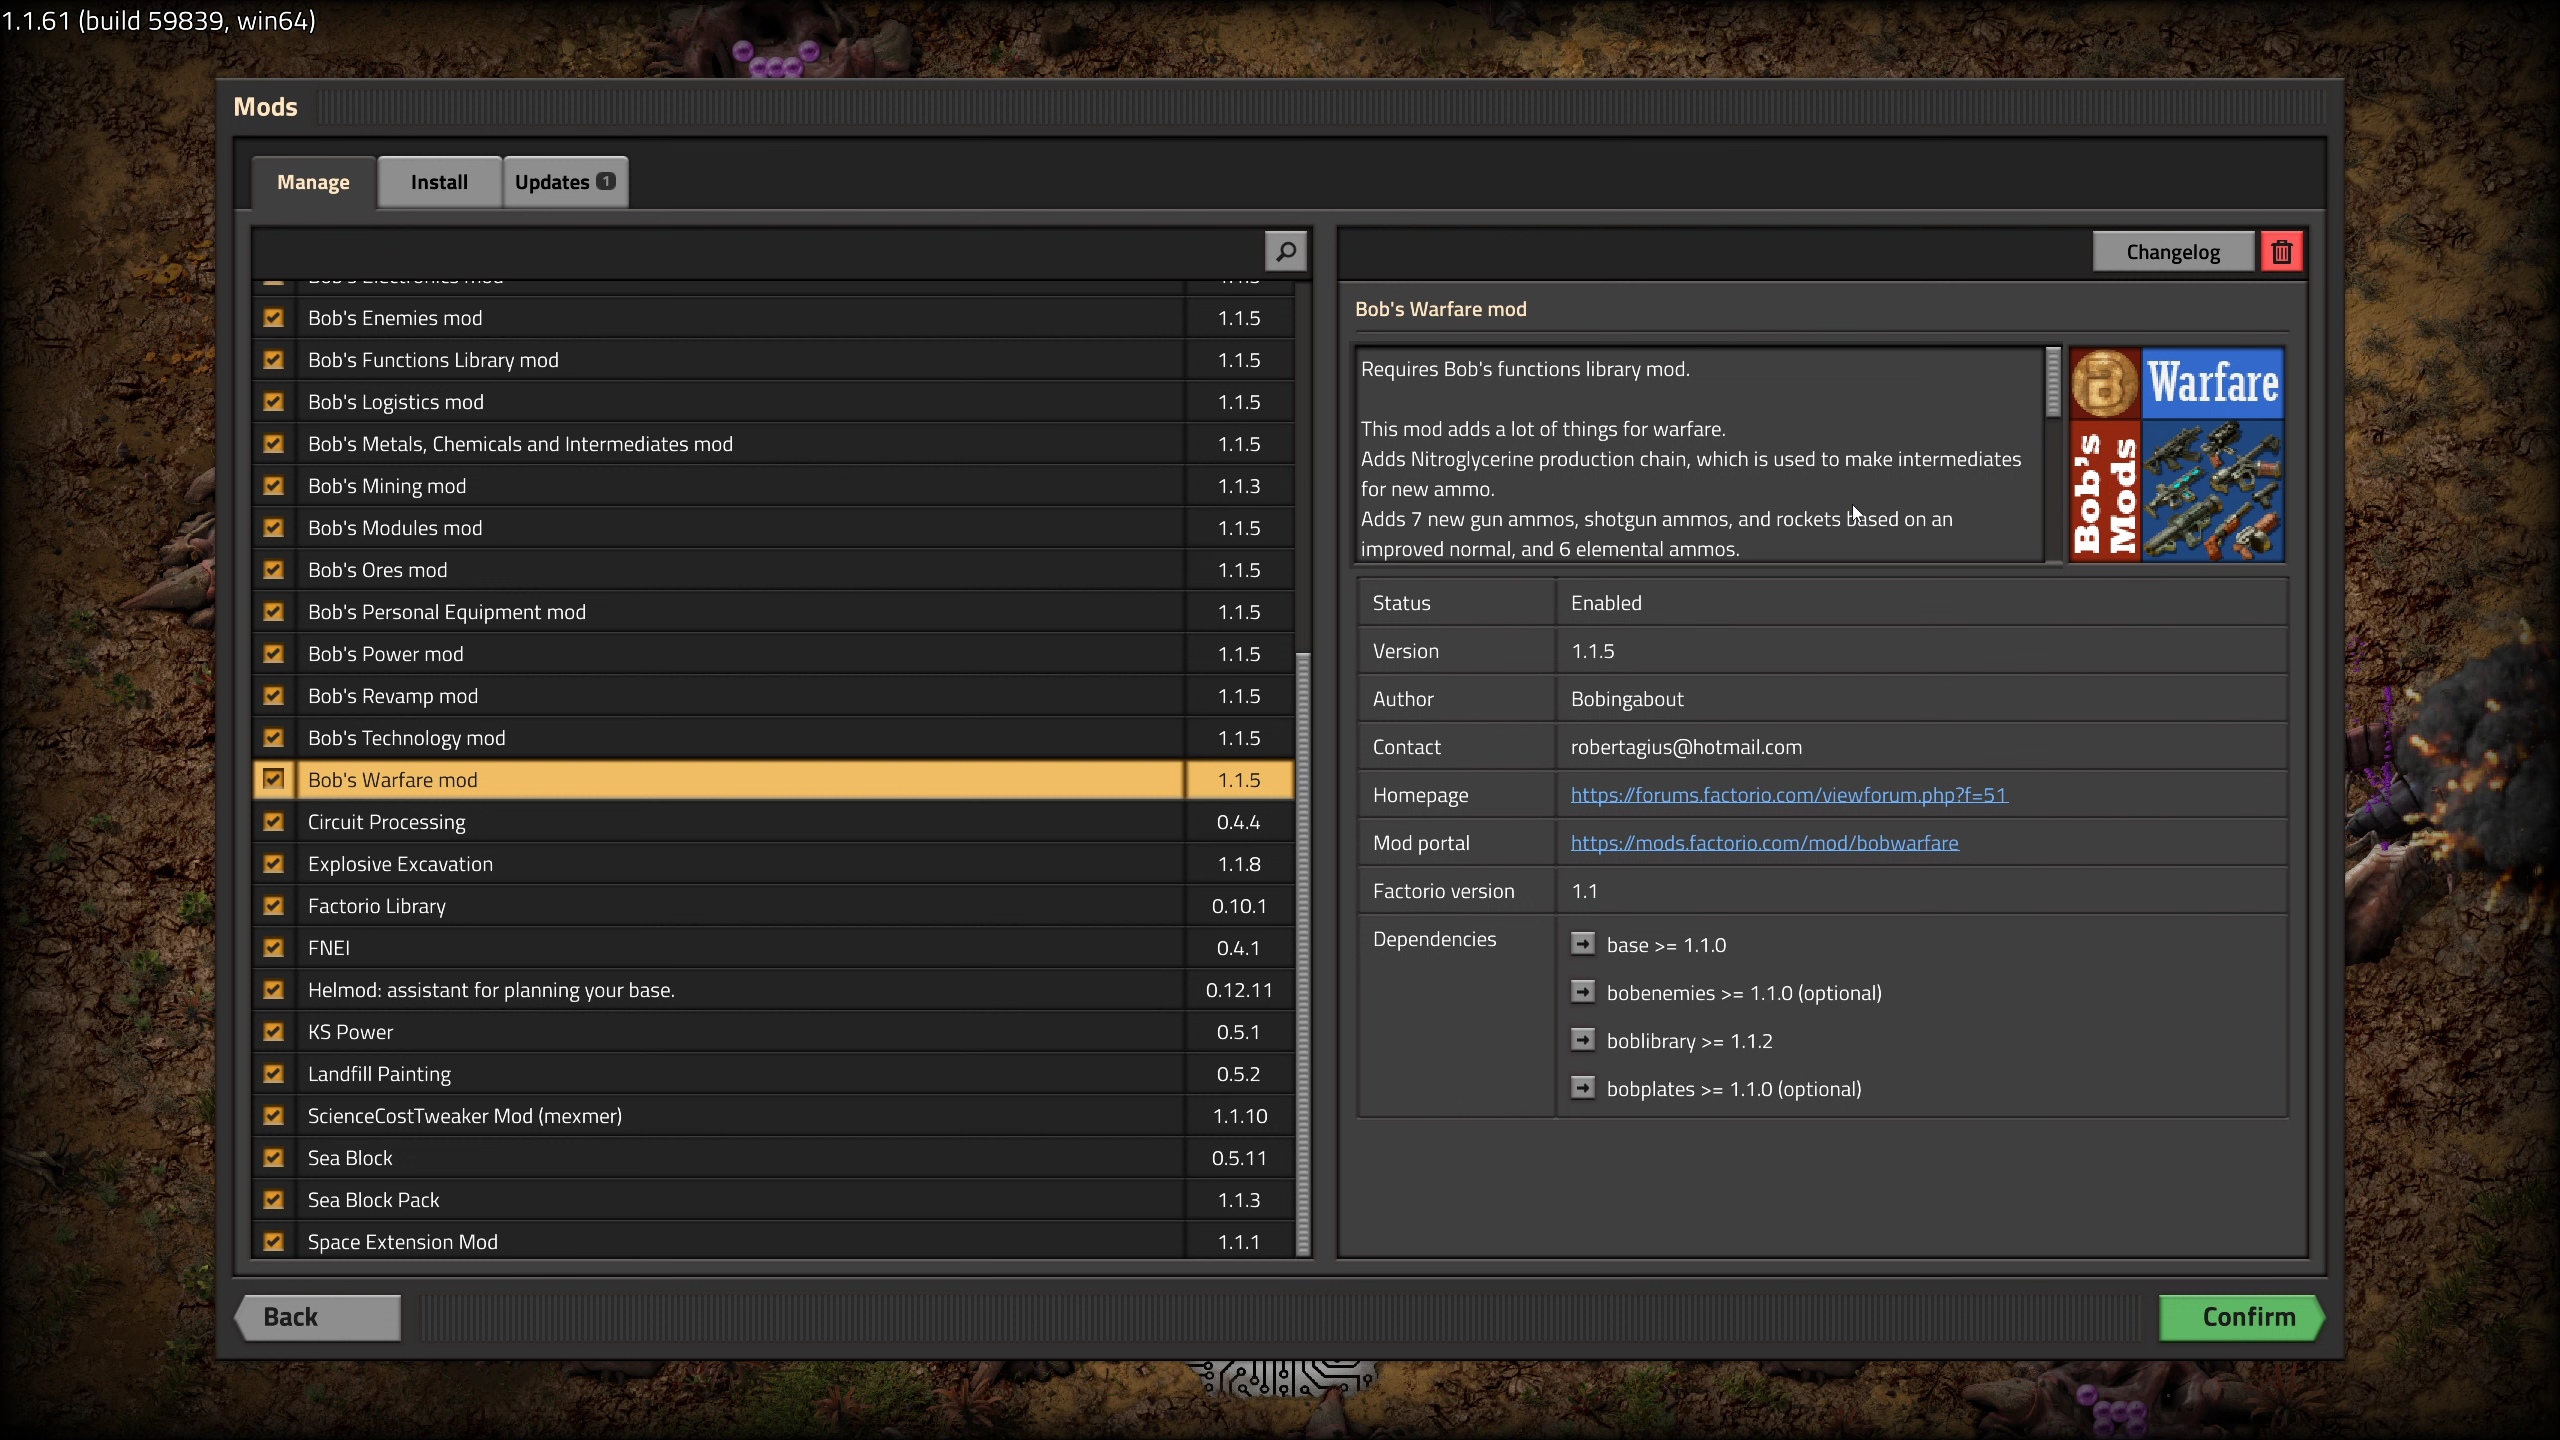 1.1.61 (build 59839, win64)
Mods
Manage
Install
Updates 1
Changelog
Bob's Enemies mod 1.1.5
Bob's Functions Library mod 1.1.5
Bob's Logistics mod 1.1.5
Bob's Metals, Chemicals and Intermediates mod 1.1.5
Bob's Mining mod 1.1.3
Bob's Modules mod 1.1.5
Bob's Ores mod 1.1.5
Bob's Personal Equipment mod 1.1.5
Bob's Power mod 1.1.5
Bob's Revamp mod 1.1.5
Bob's Technology mod 1.1.5
Bob's Warfare mod 1.1.5
Circuit Processing 0.4.4
Explosive Excavation 1.1.8
Factorio Library 0.10.1
FNEI 0.4.1
Helmod: assistant for planning your base. 0.12.11
KS Power 0.5.1
Landfill Painting 0.5.2
ScienceCostTweaker Mod (mexmer) 1.1.10
Sea Block 0.5.11
Sea Block Pack 1.1.3
Space Extension Mod 1.1.1
Bob's Warfare mod
Requires Bob's functions library mod.
This mod adds a lot of things for warfare.
Adds Nitroglycerine production chain, which is used to make intermediates
for new ammo.
Adds 7 new gun ammos, shotgun ammos, and rockets based on an
improved normal, and 6 elemental ammos.
B Warfare
Bob's
Mods
Status Enabled
Version 1.1.5
Author Bobingabout
Contact robertagius@hotmail.com
Homepage https://forums.factorio.com/viewforum.php?f=51
Mod portal https://mods.factorio.com/mod/bobwarfare
Factorio version 1.1
Dependencies base >= 1.1.0
bobenemies >= 1.1.0 (optional)
boblibrary >= 1.1.2
bobplates >= 1.1.0 (optional)
Back
Confirm